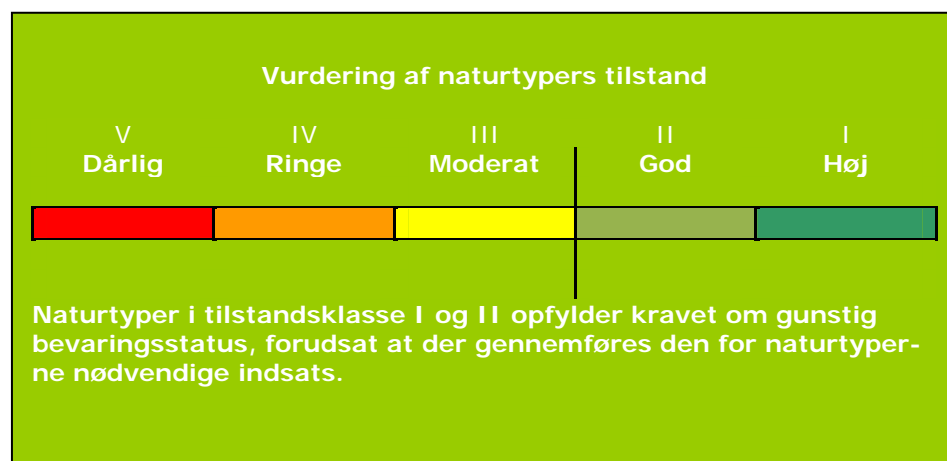 Vurdering af naturtypers tilstand
V IV III II I
Dårlig Ringe Moderat God Høj
Naturtyper i tilstandsklasse I og II opfylder kravet om gunstig
bevaringsstatus, forudsat at der gennemføres den for naturtyper-
ne nødvendige indsats.